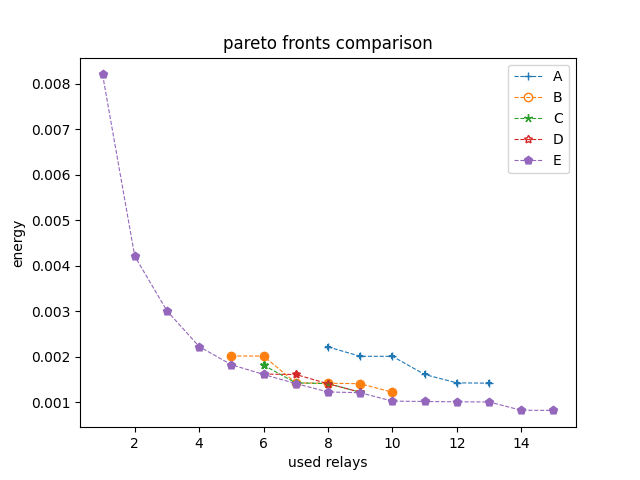 pareto fronts comparison
A
B
C
D
E
0.008
0.007
0.006
0.005
0.004
0.003
0.002
0.001
energy
2 4 6 8 10 12 14
used relays